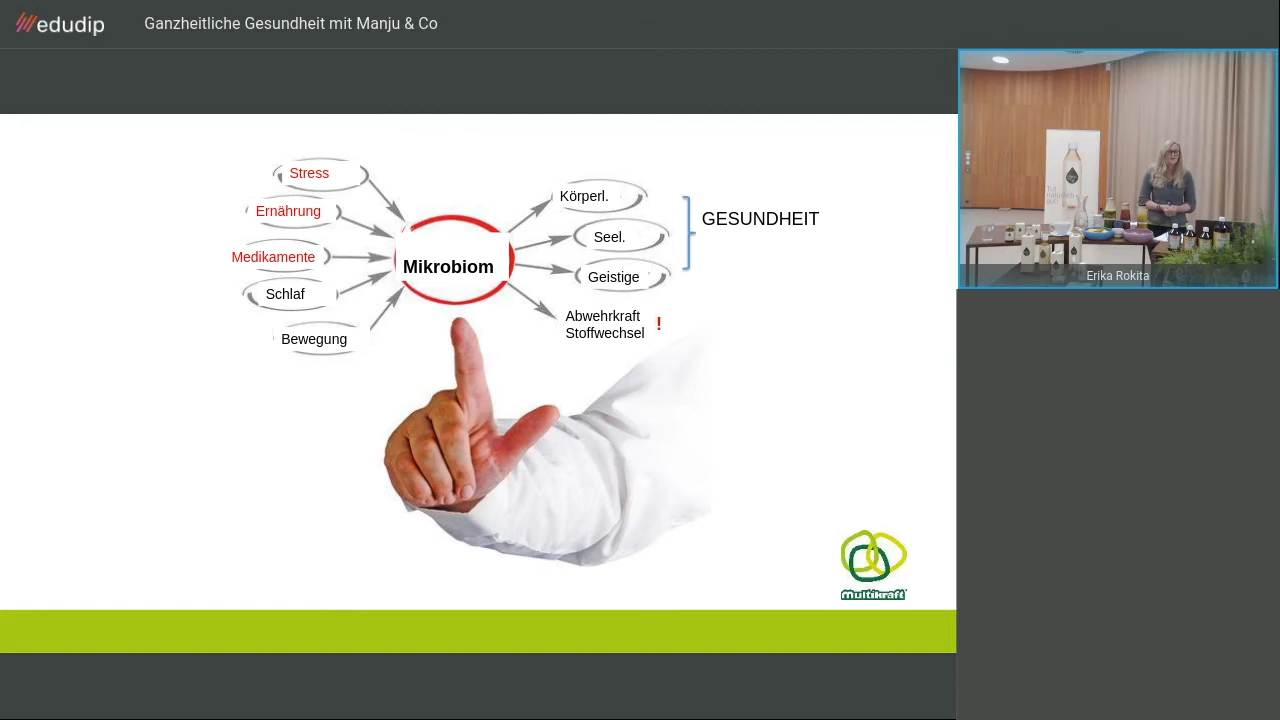 edudip
Ganzheitliche Gesundheit mit Manju & Co
Stress
Ernährung
Medikamente
Schlaf
Bewegung
Mikrobiom
Körperl.
Seel.
Geistige
GESUNDHEIT
Abwehrkraft
Stoffwechsel !
multikraft
Erika Rokita